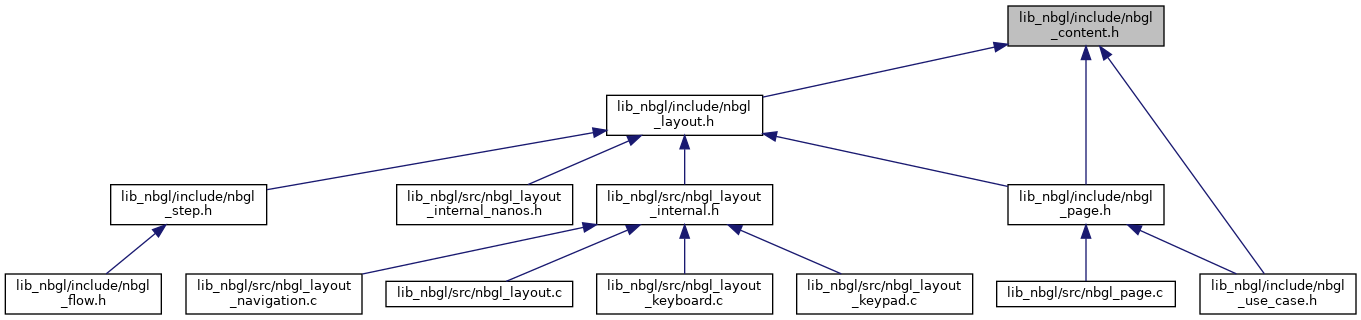 lib_nbgl/include/nbgl
_content.h
lib_nbgl/include/nbgl
_layout.h
lib_nbgl/include/nbgl
_step.h
lib_nbgl/src/nbgl_layout
_internal_nanos.h
lib_nbgl/src/nbgl_layout
_internal.h
lib_nbgl/include/nbgl
_page.h
lib_nbgl/include/nbgl
_flow.h
lib_nbgl/src/nbgl_layout
_navigation.c
lib_nbgl/src/nbgl_layout.c
lib_nbgl/src/nbgl_layout
_keyboard.c
lib_nbgl/src/nbgl_layout
_keypad.c
lib_nbgl/src/nbgl_page.c
lib_nbgl/include/nbgl
_use_case.h